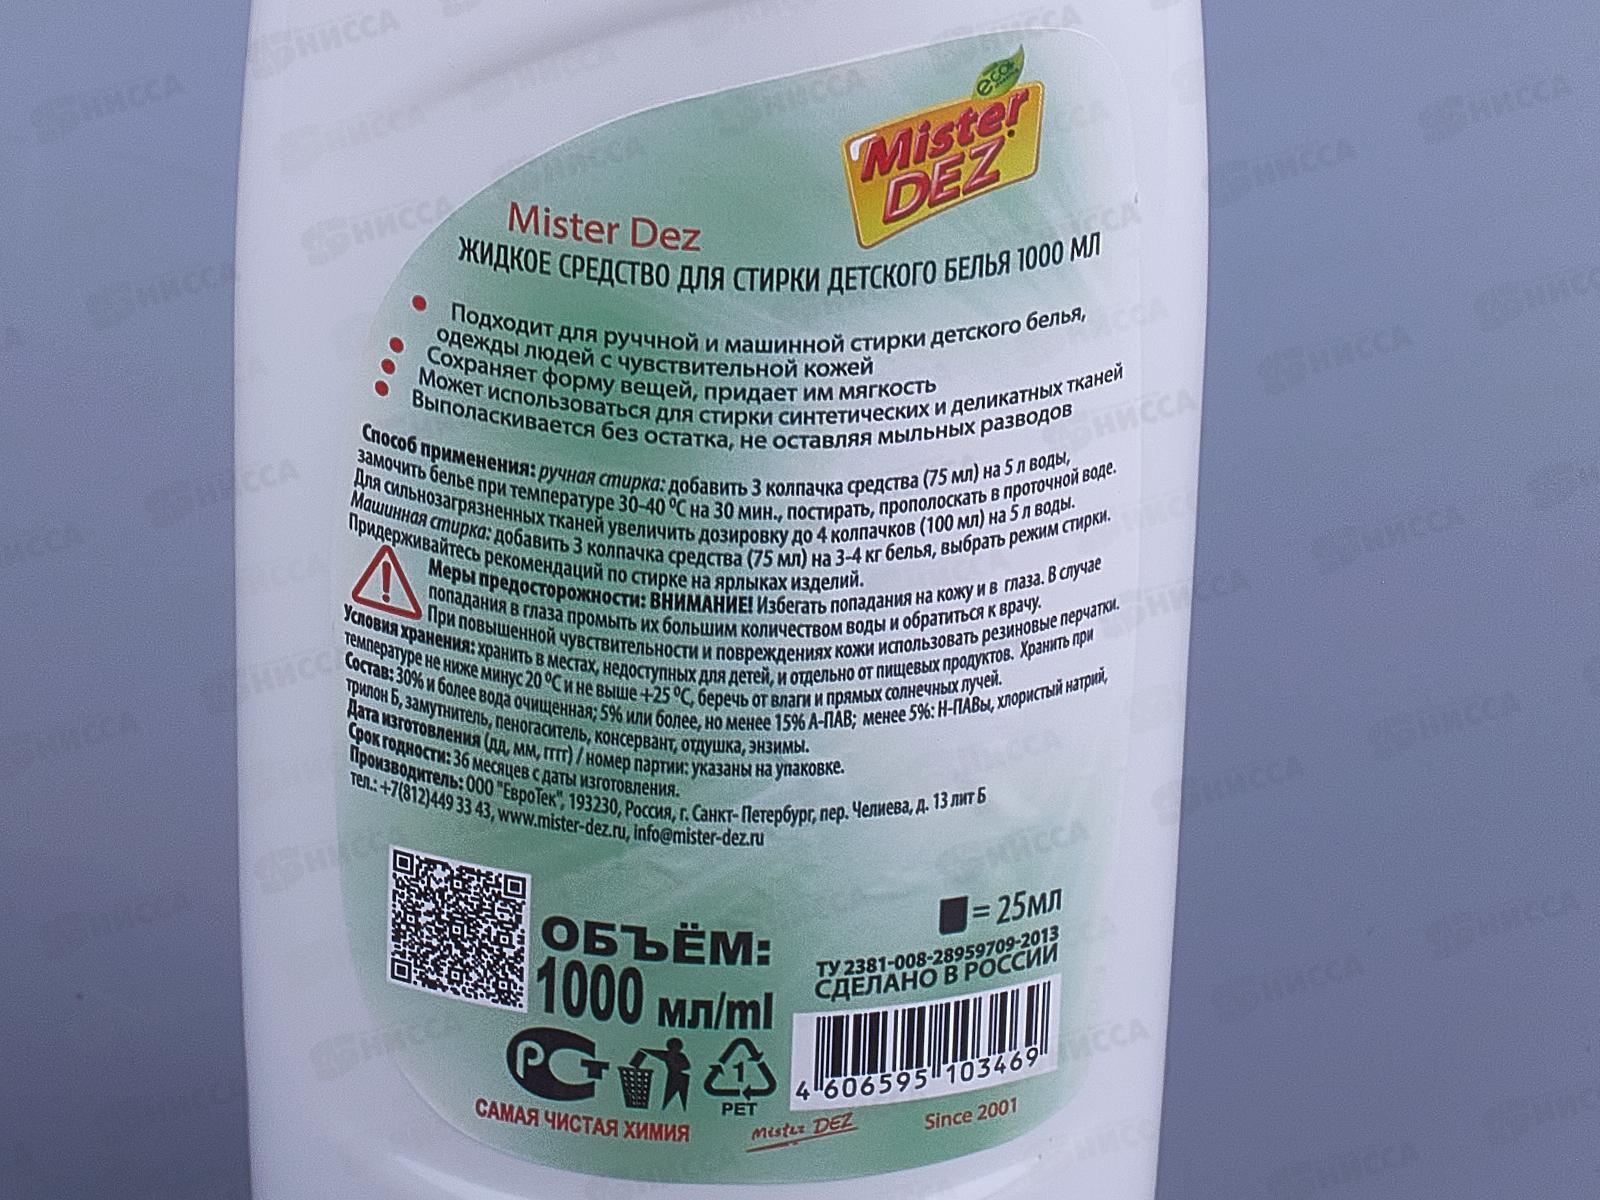 eco
Mister
DEZ
Mister Dez
ЖИДКОЕ СРЕДСТВО ДЛЯ СТИРКИ ДЕТСКОГО БЕЛЬЯ 1000 МЛ
Подходит для ручной и машинной стирки детского белья,
одежды людей с чувствительной кожей
Сохраняет форму вещей, придает им мягкость
Может использоваться для стирки синтетических и деликатных тканей
Выполаскивается без остатка, не оставляя мыльных разводов
Способ применения: ручная стирка: добавить 3 колпачка средства (75 мл) на 5 л воды,
замочить белье при температуре 30-40 ºС на 30 мин., постирать, прополоскать в проточной воде.
Для сильнозагрязненных тканей увеличить дозировку до 4 колпачков (100 мл) на 5 л воды.
Машинная стирка: добавить 3 колпачка средства (75 мл) на 3-4 кг белья, выбрать режим стирки.
Придерживайтесь рекомендаций по стирке на ярлыках изделий.
Меры предосторожности: ВНИМАНИЕ! Избегать попадания на кожу и в глаза. В случае
попадания в глаза промыть их большим количеством воды и обратиться к врачу.
При повышенной чувствительности и повреждениях кожи использовать резиновые перчатки.
Условия хранения: хранить в местах, недоступных для детей, и отдельно от пищевых продуктов. Хранить при
температуре не ниже минус 20 ºС и не выше +25 ºС, беречь от влаги и прямых солнечных лучей.
Состав: 30% и более вода очищенная; 5% или более, но менее 15% А-ПАВ; менее 5%: Н-ПАВы, хлористый натрий,
трилон Б, замутнитель, пеногаситель, консервант, отдушка, энзимы.
Дата изготовления (дд, мм, гггг) / номер партии: указаны на упаковке.
Срок годности: 36 месяцев с даты изготовления.
Производитель: ООО "ЕвроТек", 193230, Россия, г. Санкт- Петербург, пер. Челиева, д. 13 лит Б
тел.: +7(812)449 33 43, www.mister-dez.ru, info@mister-dez.ru
= 25МЛ
ОБЪЁМ:
1000 мл/ml
ТУ 2381-008-28959709-2013
СДЕЛАНО В РОССИИ
4 606595 103469
РСТ
1
PET
САМАЯ ЧИСТАЯ ХИМИЯ
Mister DEZ
Since 2001
НИССА